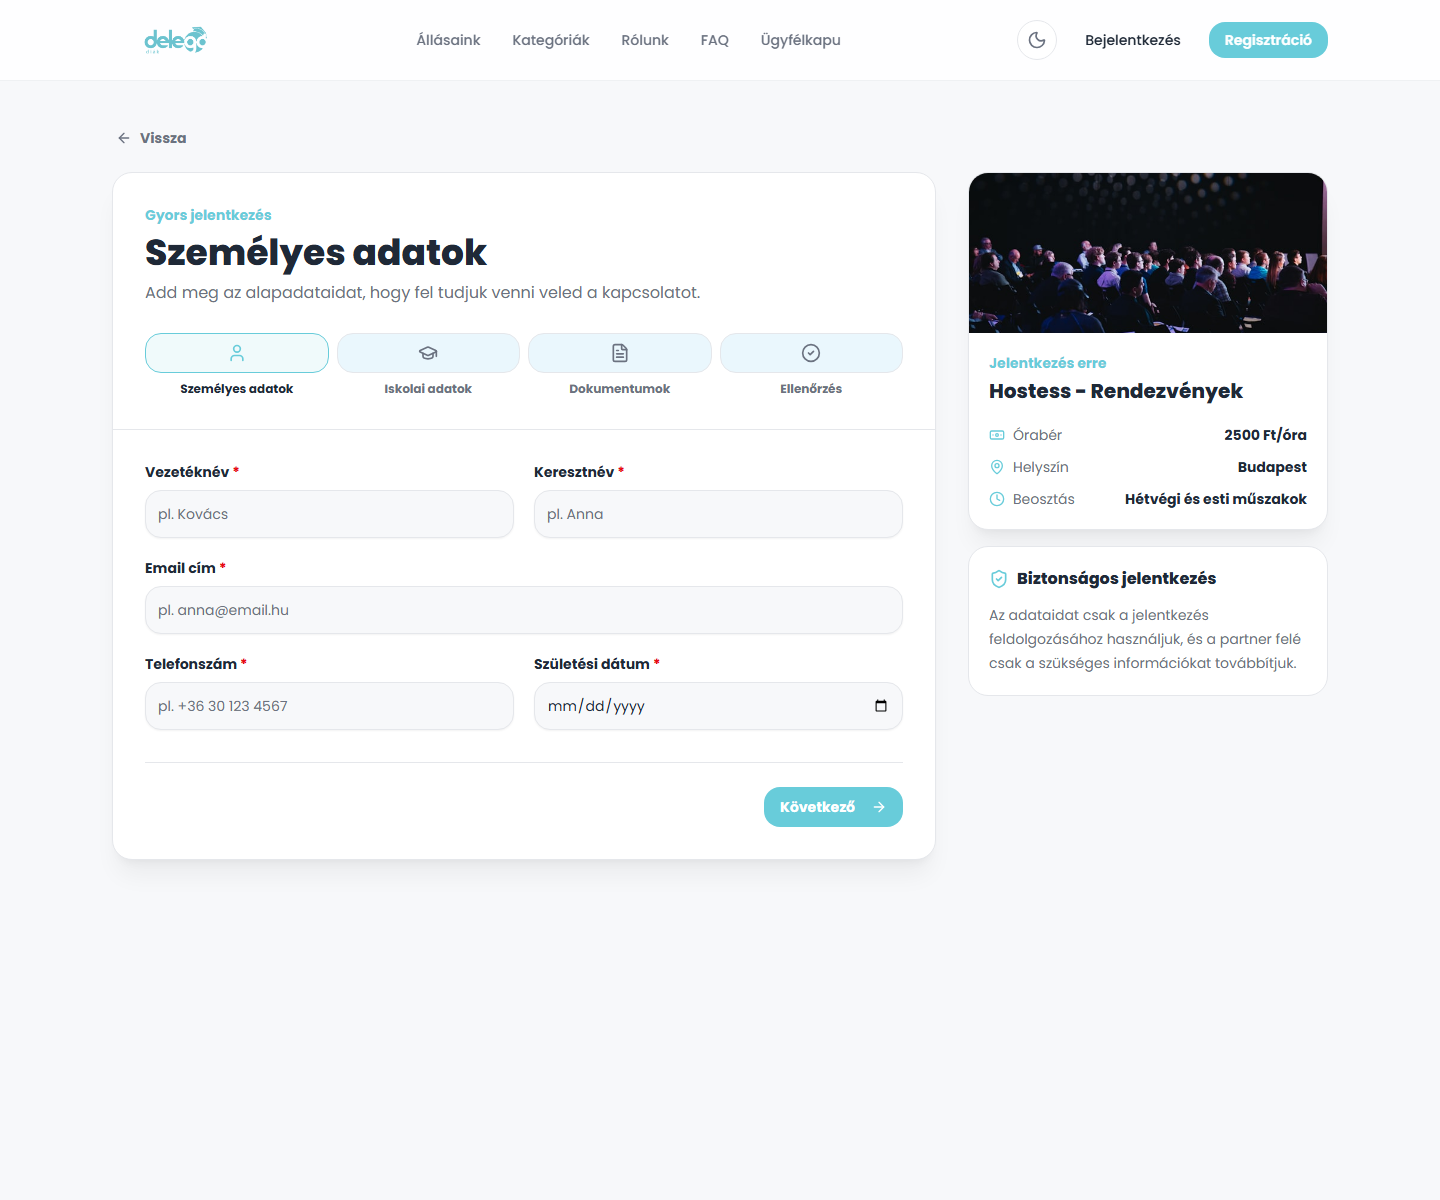 delego
diák
Állásaink
Kategóriák
Rólunk
FAQ
Ügyfélkapu
Bejelentkezés
Regisztráció
Vissza
Gyors jelentkezés
Személyes adatok
Add meg az alapadataidat, hogy fel tudjuk venni veled a kapcsolatot.
Személyes adatok
Iskolai adatok
Dokumentumok
Ellenőrzés
Vezetéknév *
Keresztnév *
pl. Kovács
pl. Anna
Email cím *
pl. anna@email.hu
Telefonszám *
Születési dátum *
pl. +36 30 123 4567
mm/dd/yyyy
Következő
Jelentkezés erre
Hostess - Rendezvények
Órabér 2500 Ft/óra
Helyszín Budapest
Beosztás Hétvégi és esti műszakok
Biztonságos jelentkezés
Az adataidat csak a jelentkezés
feldolgozásához használjuk, és a partner felé
csak a szükséges információkat továbbítjuk.